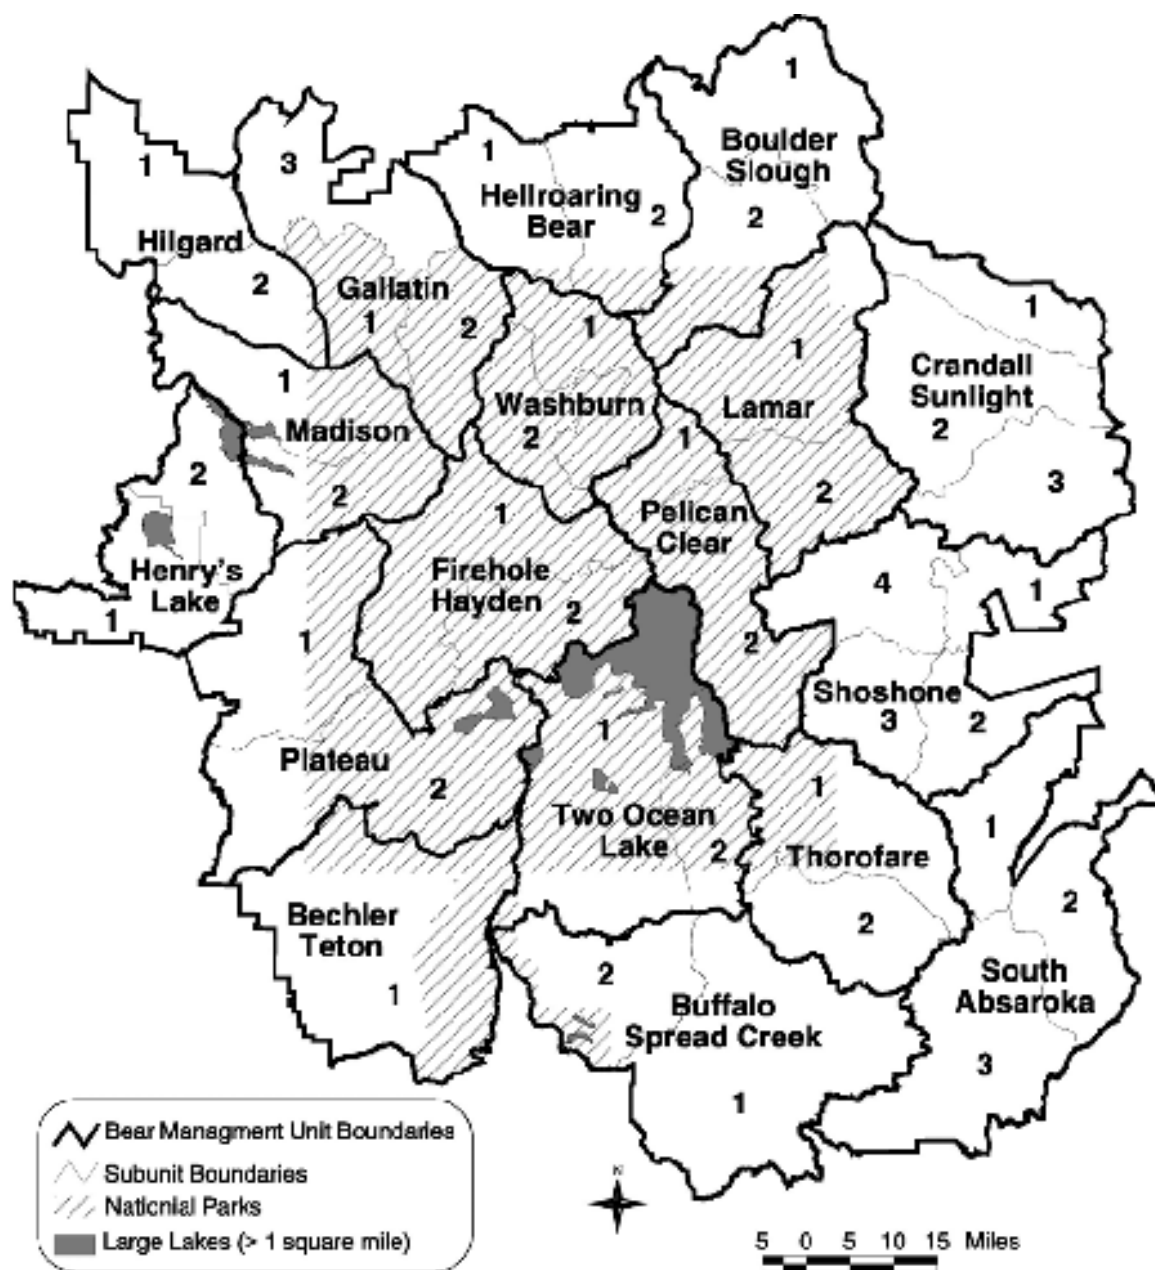 1
Boulder
Slough
1
3
1
Hellroaring
Bear
2
2
Hilgard
2
Gallatin
1
2
1
1
1
Crandall
Sunlight
2
3
1
Madison
2
Washburn
2
Lamar
2
1
Pelican
Clear
2
2
Henry's
Lake
1
1
Firehole
Hayden
2
4
1
Shoshone
3
2
1
Plateau
2
1
Two Ocean
Lake
2
1
Thorofare
2
1
2
South
Absaroka
3
Bechler
Teton
1
2
Buffalo
Spread Creek
1
Bear Managment Unit Boundaries
Subunit Boundaries
Nationial Parks
Large Lakes (> 1 square mile)
N
5 0 5 10 15 Miles